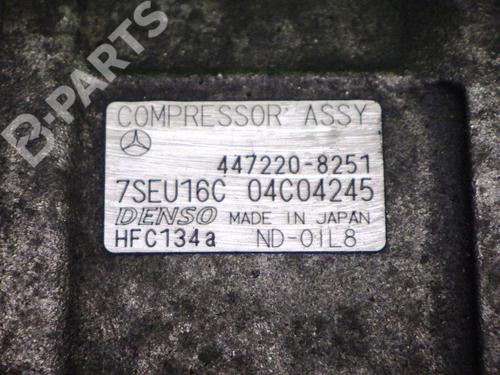 B-PARTS
COMPRESSOR ASSY
447220-8251
7SEU16C 04C04245
DENSO MADE IN JAPAN
HFC134a ND-OIL8